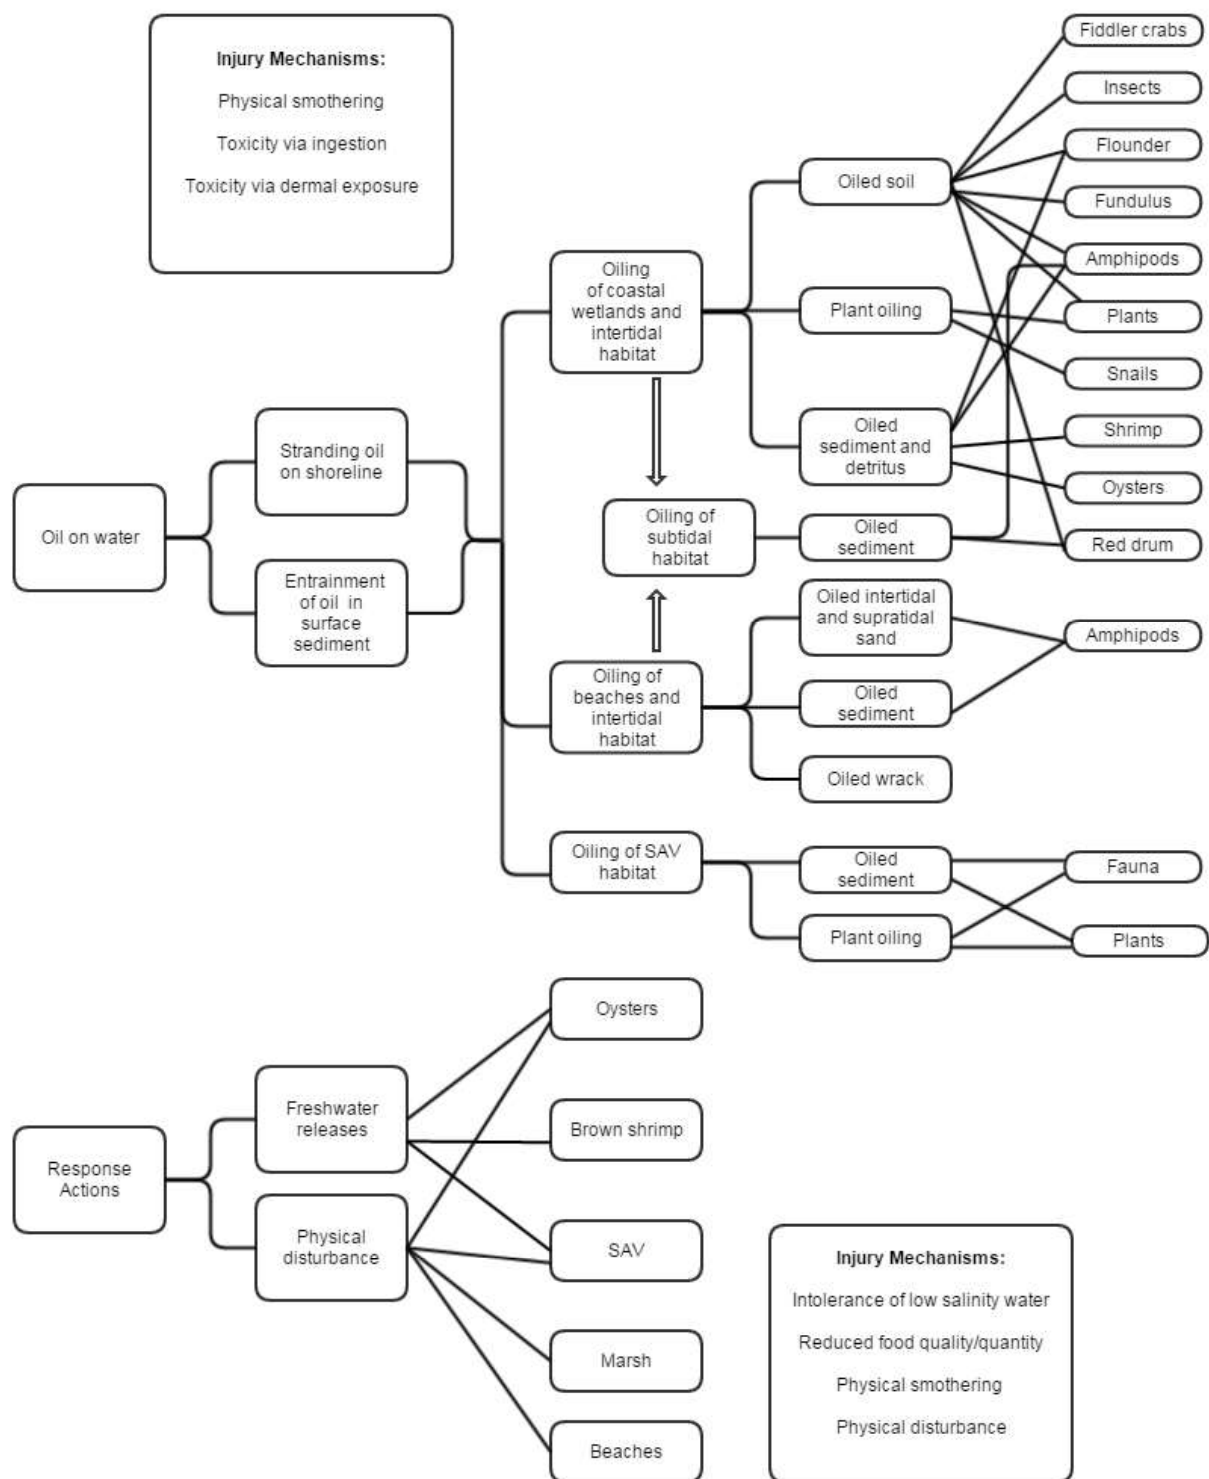 Injury Mechanisms:
Physical smothering
Toxicity via ingestion
Toxicity via dermal exposure
Fiddler crabs
Insects
Flounder
Fundulus
Amphipods
Plants
Snails
Shrimp
Oysters
Red drum
Amphipods
Fauna
Plants
Oiled soil
Plant oiling
Oiled
sediment and
detritus
Oiled
sediment
Oiled intertidal
and supratidal
sand
Oiled
sediment
Oiled wrack
Oiled
sediment
Plant oiling
Oiling
of coastal
wetlands and
intertidal
habitat
Oiling of
subtidal
habitat
Oiling of
beaches and
intertidal
habitat
Oiling of SAV
habitat
Stranding oil
on shoreline
Entrainment
of oil in
surface
sediment
Oil on water
Response
Actions
Freshwater
releases
Physical
disturbance
Oysters
Brown shrimp
SAV
Marsh
Beaches
Injury Mechanisms:
Intolerance of low salinity water
Reduced food quality/quantity
Physical smothering
Physical disturbance